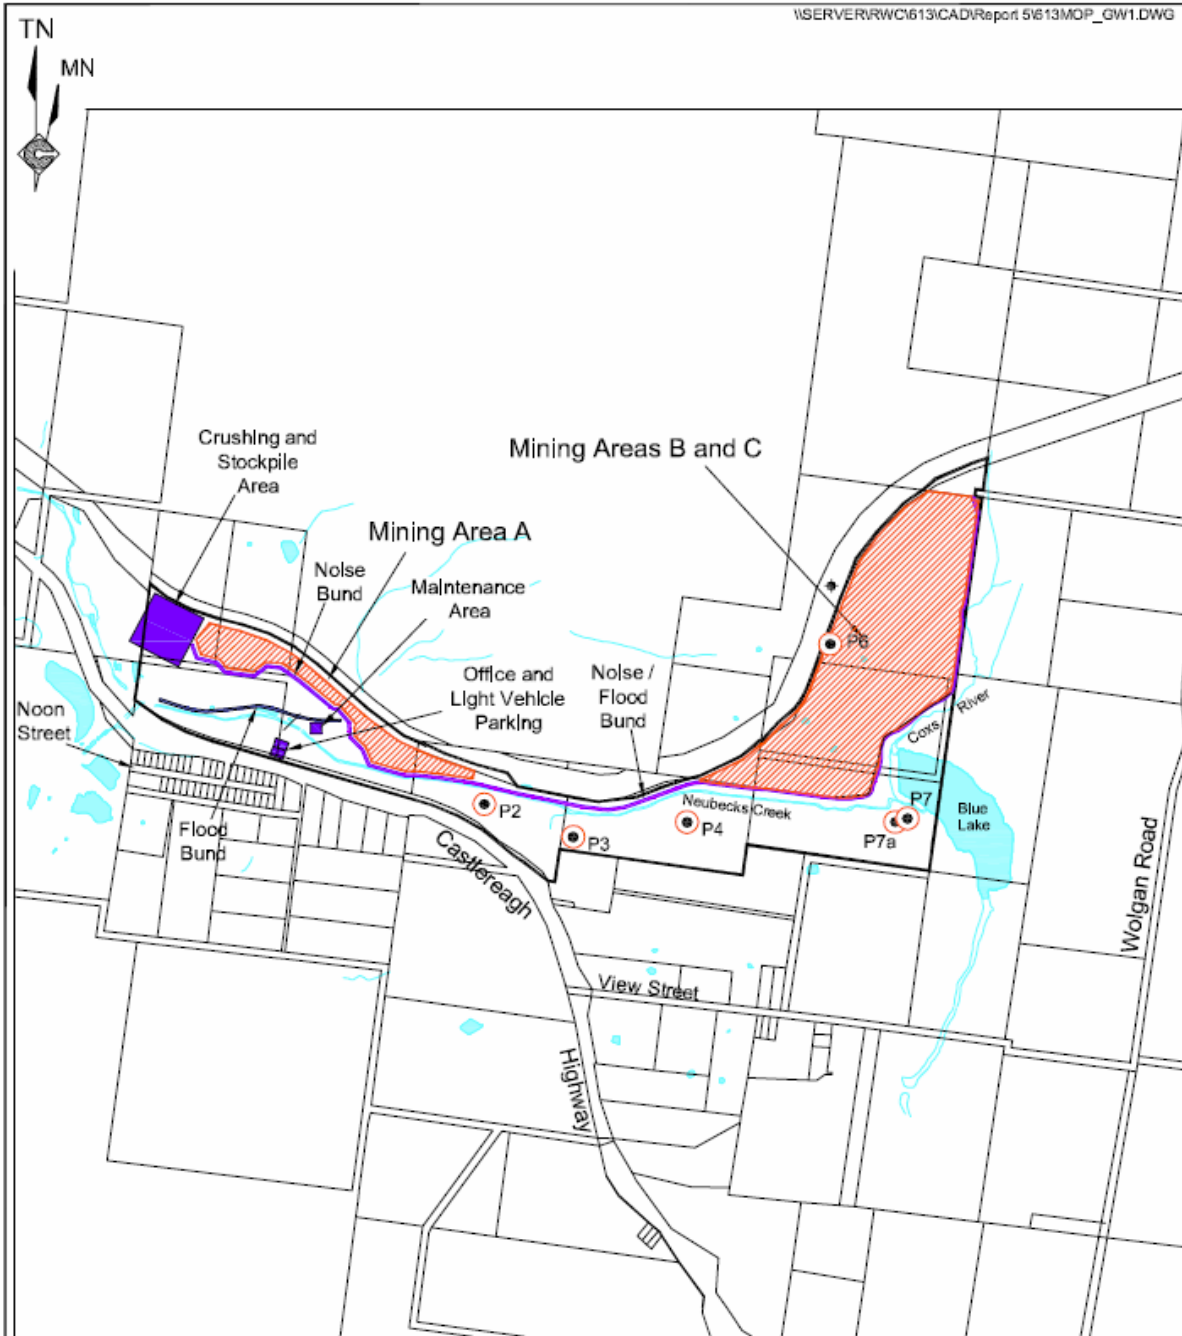 \\SERVER\RWC\613\CAD\Report 5\613MOP_GW1.DWG
TN
MN
Crushing and
Stockpile
Area
Mining Areas B and C
Mining Area A
Noise
Bund
Maintenance
Area
P6
Office and
Light Vehicle
Parking
Noise /
Flood
Bund
Noon
Street
Coxs River
P2
Neubecks Creek
P7
Blue
Lake
Flood
Bund
P3
P4
P7a
Castlereagh
Wolgan Road
View Street
Highway